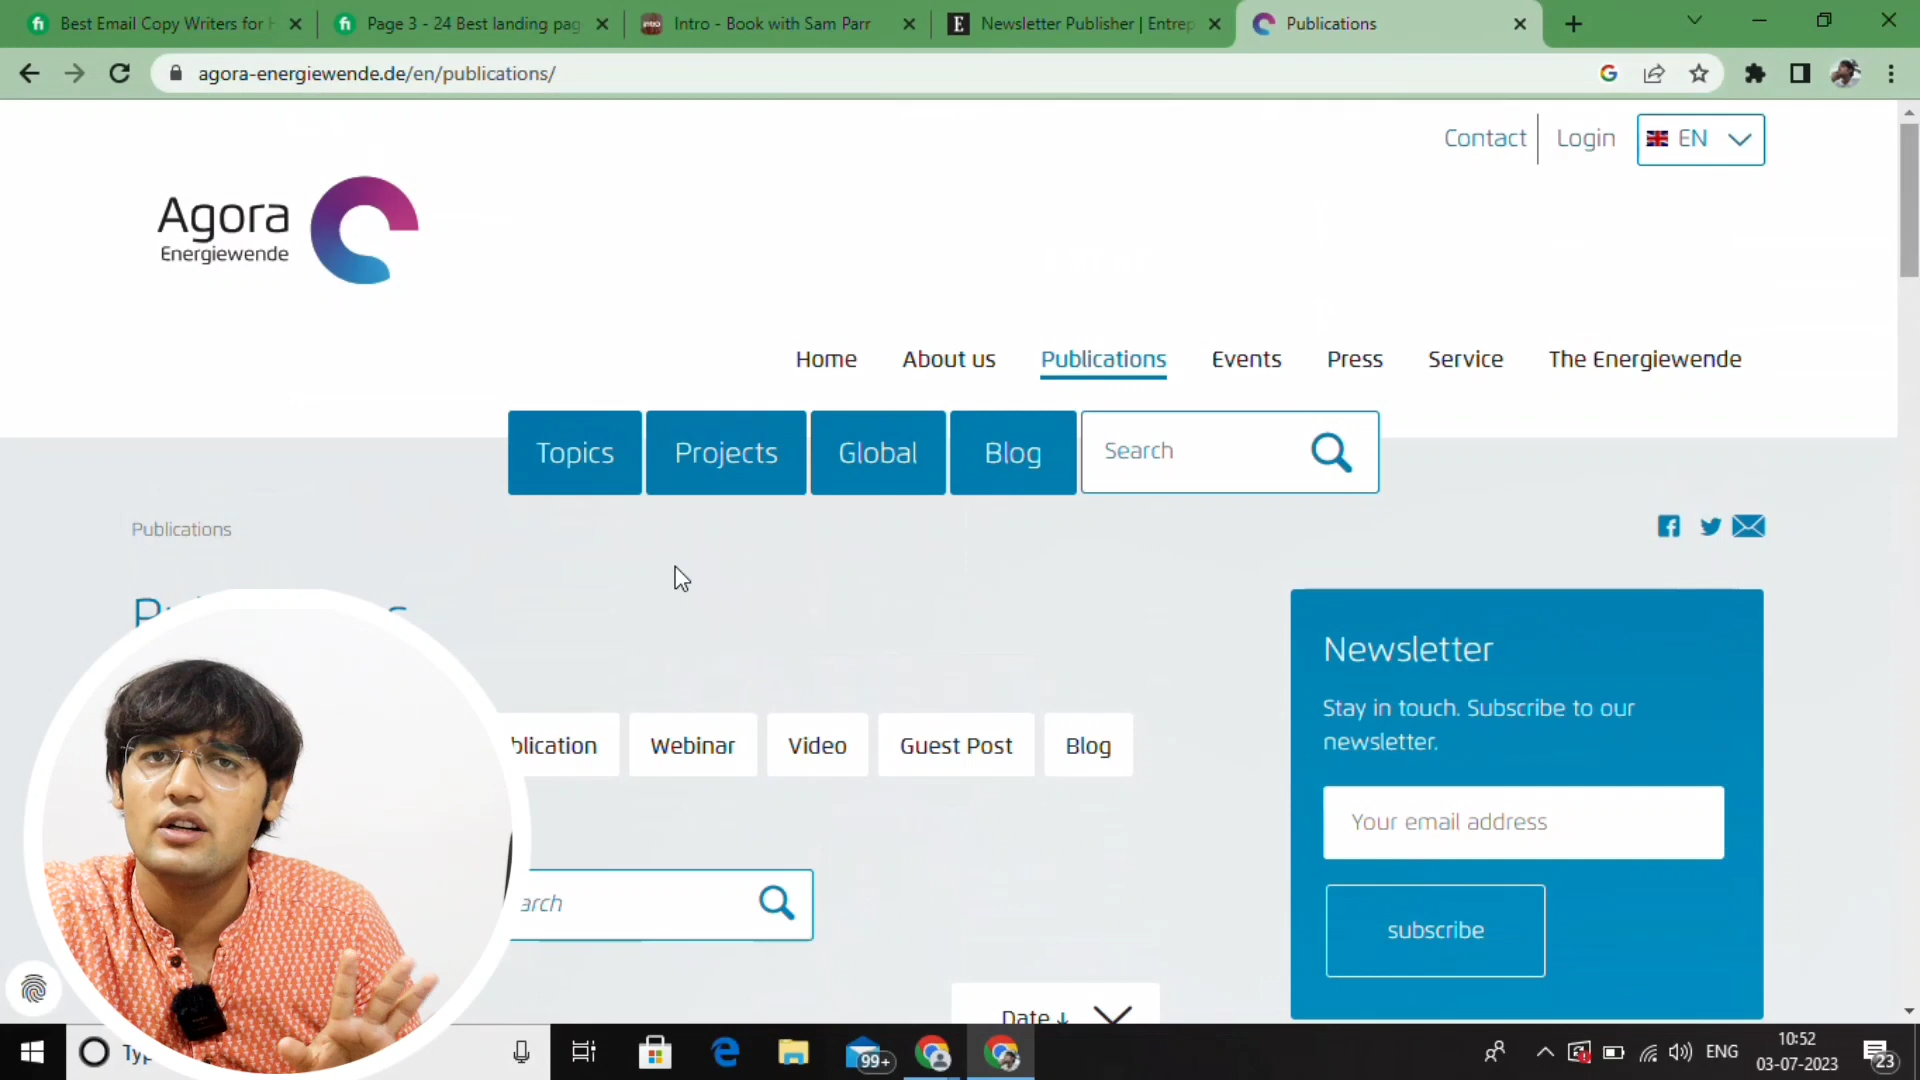 Best Email Copy Writers for H
Page 3 - 24 Best landing pag
Intro - Book with Sam Parr
Newsletter Publisher | Entrep
Publications
agora-energiewende.de/en/publications/
Contact
Login
EN
Agora
Energiewende
Home
About us
Publications
Events
Press
Service
The Energiewende
Topics
Projects
Global
Blog
Search
Publications
Newsletter
Stay in touch. Subscribe to our
newsletter.
blication
Webinar
Video
Guest Post
Blog
Your email address
arch
subscribe
Date ↓
Typ
99+
ENG
10:52
03-07-2023
23